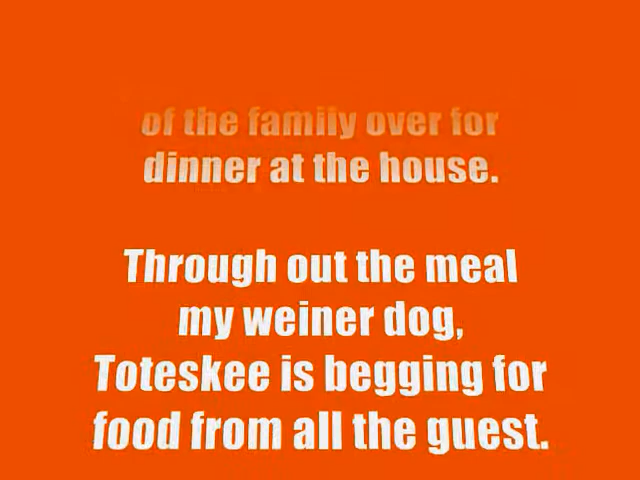 of the family over for
dinner at the house.
Through out the meal
my weiner dog,
Toteskee is begging for
food from all the guest.